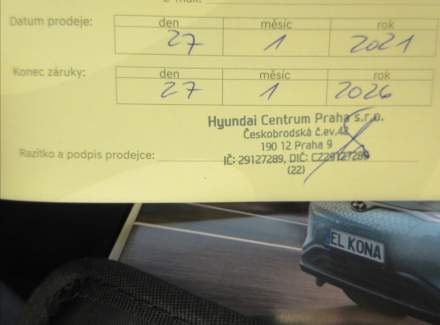 Datum prodeje: den měsíc rok
27 1 2021
Konec záruky: den měsíc rok
27 1 2026
Hyundai Centrum Praha s.r.o.
Českobrodská č.ev.
190 12 Praha 9
Razítko a podpis prodejce: IČ: 29127289, DIČ: CZ29127289
(22)
EL KONA